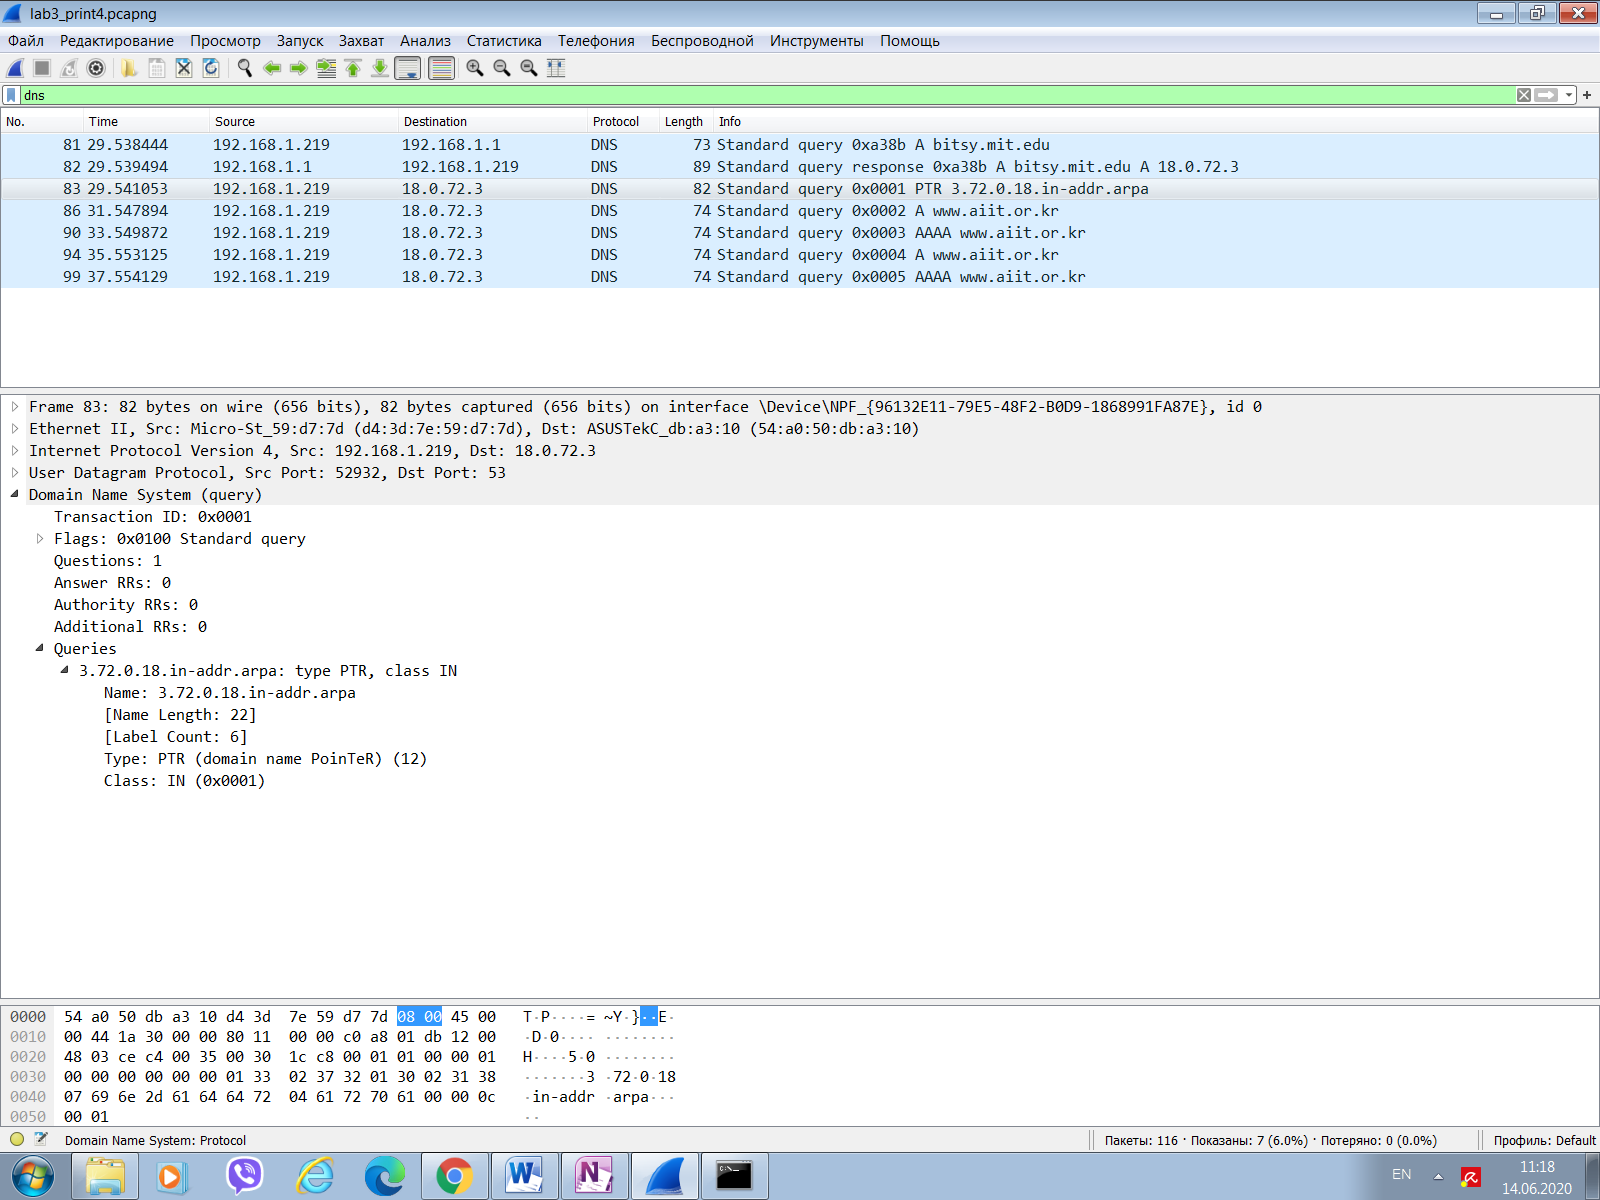 lab3_print4.pcapng
Файл Редактирование Просмотр Запуск Захват Анализ Статистика Телефония Беспроводной Инструменты Помощь
dns
No. Time Source Destination Protocol Length Info
81 29.538444 192.168.1.219 192.168.1.1 DNS 73 Standard query 0xa38b A bitsy.mit.edu
82 29.539494 192.168.1.1 192.168.1.219 DNS 89 Standard query response 0xa38b A bitsy.mit.edu A 18.0.72.3
83 29.541053 192.168.1.219 18.0.72.3 DNS 82 Standard query 0x0001 PTR 3.72.0.18.in-addr.arpa
86 31.547894 192.168.1.219 18.0.72.3 DNS 74 Standard query 0x0002 A www.aiit.or.kr
90 33.549872 192.168.1.219 18.0.72.3 DNS 74 Standard query 0x0003 AAAA www.aiit.or.kr
94 35.553125 192.168.1.219 18.0.72.3 DNS 74 Standard query 0x0004 A www.aiit.or.kr
99 37.554129 192.168.1.219 18.0.72.3 DNS 74 Standard query 0x0005 AAAA www.aiit.or.kr
Frame 83: 82 bytes on wire (656 bits), 82 bytes captured (656 bits) on interface \Device\NPF_{96132E11-79E5-48F2-B0D9-1868991FA87E}, id 0
Ethernet II, Src: Micro-St_59:d7:7d (d4:3d:7e:59:d7:7d), Dst: ASUSTekC_db:a3:10 (54:a0:50:db:a3:10)
Internet Protocol Version 4, Src: 192.168.1.219, Dst: 18.0.72.3
User Datagram Protocol, Src Port: 52932, Dst Port: 53
Domain Name System (query)
Transaction ID: 0x0001
Flags: 0x0100 Standard query
Questions: 1
Answer RRs: 0
Authority RRs: 0
Additional RRs: 0
Queries
3.72.0.18.in-addr.arpa: type PTR, class IN
Name: 3.72.0.18.in-addr.arpa
[Name Length: 22]
[Label Count: 6]
Type: PTR (domain name PoinTeR) (12)
Class: IN (0x0001)
0000 54 a0 50 db a3 10 d4 3d 7e 59 d7 7d 08 00 45 00 T·P····= ~Y·}··E·
0010 00 44 1a 30 00 00 80 11 00 00 c0 a8 01 db 12 00 ·D·0···· ········
0020 48 03 ce c4 00 35 00 30 1c c8 00 01 01 00 00 01 H····5·0 ········
0030 00 00 00 00 00 00 01 33 02 37 32 01 30 02 31 38 ·······3 ·72·0·18
0040 07 69 6e 2d 61 64 64 72 04 61 72 70 61 00 00 0c ·in-addr ·arpa···
0050 00 01 ··
Domain Name System: Protocol Пакеты: 116 · Показаны: 7 (6.0%) · Потеряно: 0 (0.0%) Профиль: Default
EN 11:18
14.06.2020